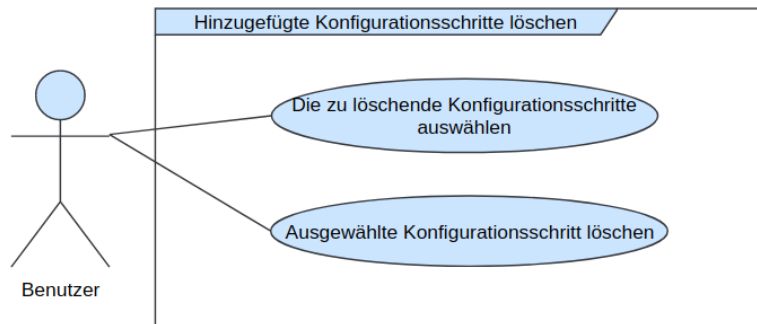 Hinzugefügte Konfigurationsschritte löschen
Die zu löschende Konfigurationsschritte
auswählen
Ausgewählte Konfigurationsschritt löschen
Benutzer